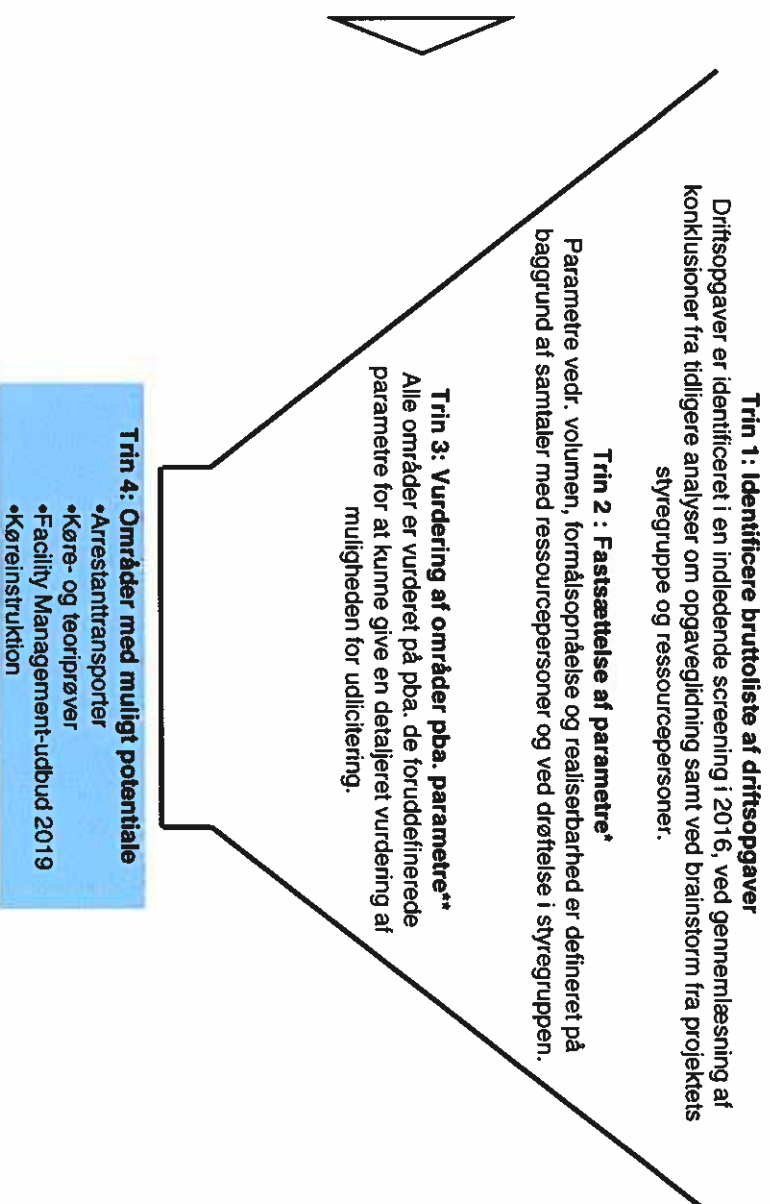 Trin 1: Identificere bruttoliste af driftsopgaver
Driftsopgaver er identificeret i en indledende screening i 2016, ved gennemlæsning af
konklusioner fra tidligere analyser om opgaveglidning samt ved brainstorm fra projektets
styregruppe og ressourcepersoner.
Trin 2 : Fastsættelse af parametre*
Parametre vedr. volumen, formålsopnåelse og realiserbarhed er defineret på
baggrund af samtaler med ressourcepersoner og ved drøftelse i styregruppen.
Trin 3: Vurdering af områder pba. parametre**
Alle områder er vurderet på pba. de foruddefinerede
parametre for at kunne give en detaljeret vurdering af
muligheden for udlicitering.
Trin 4: Områder med muligt potentiale
•Arrestanttransporter
•Køre- og teoriprøver
•Facility Management-udbud 2019
•Køreinstruktion